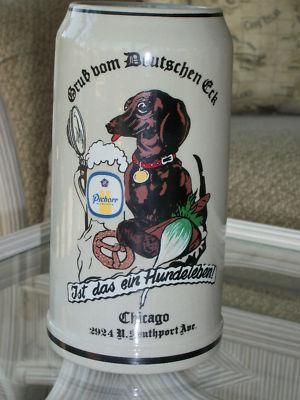 Gruß vom Deutschen Eck
Pschorr
Ist das ein Hundeleben!
Chicago
2924 N. Southport Ave.